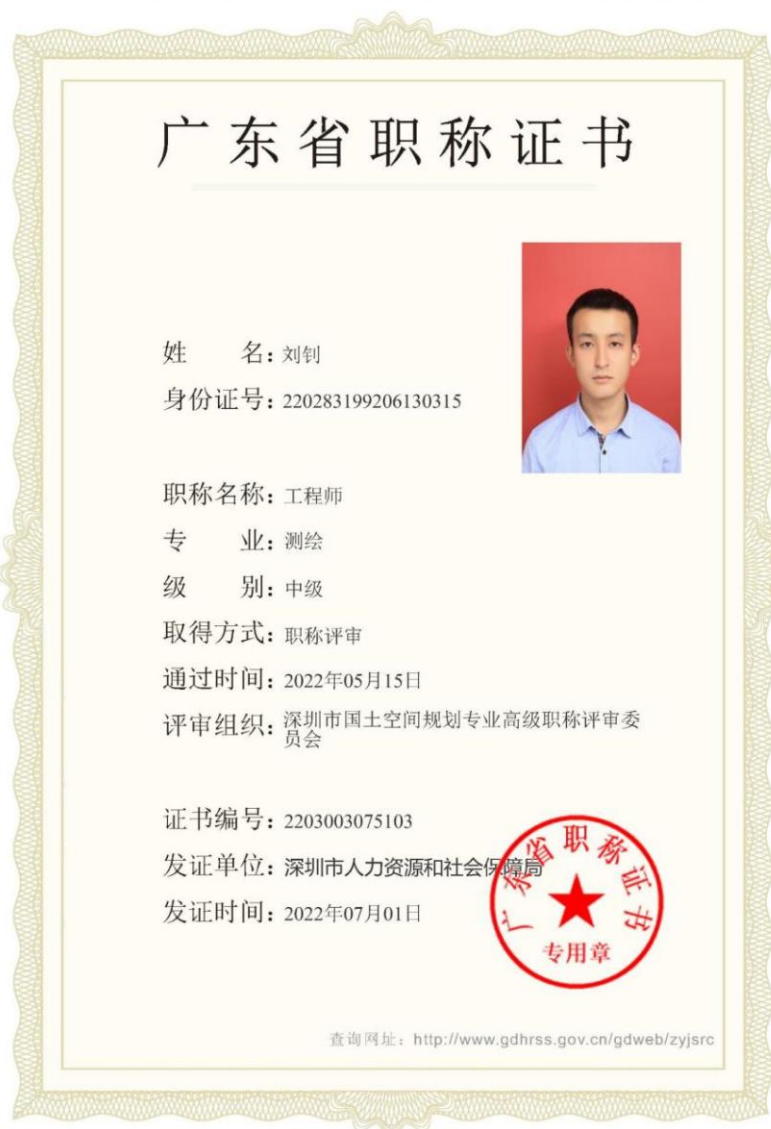 广东省职称证书
姓名：刘钊
身份证号：220283199206130315
职称名称：工程师
专业：测绘
级别：中级
取得方式：职称评审
通过时间：2022年05月15日
评审组织：深圳市国土空间规划专业高级职称评审委
员会
证书编号：2203003075103
发证单位：深圳市人力资源和社会保障局
发证时间：2022年07月01日
广东省职称证书
专用章
查询网址：http://www.gdhrss.gov.cn/gdweb/zyjsrc